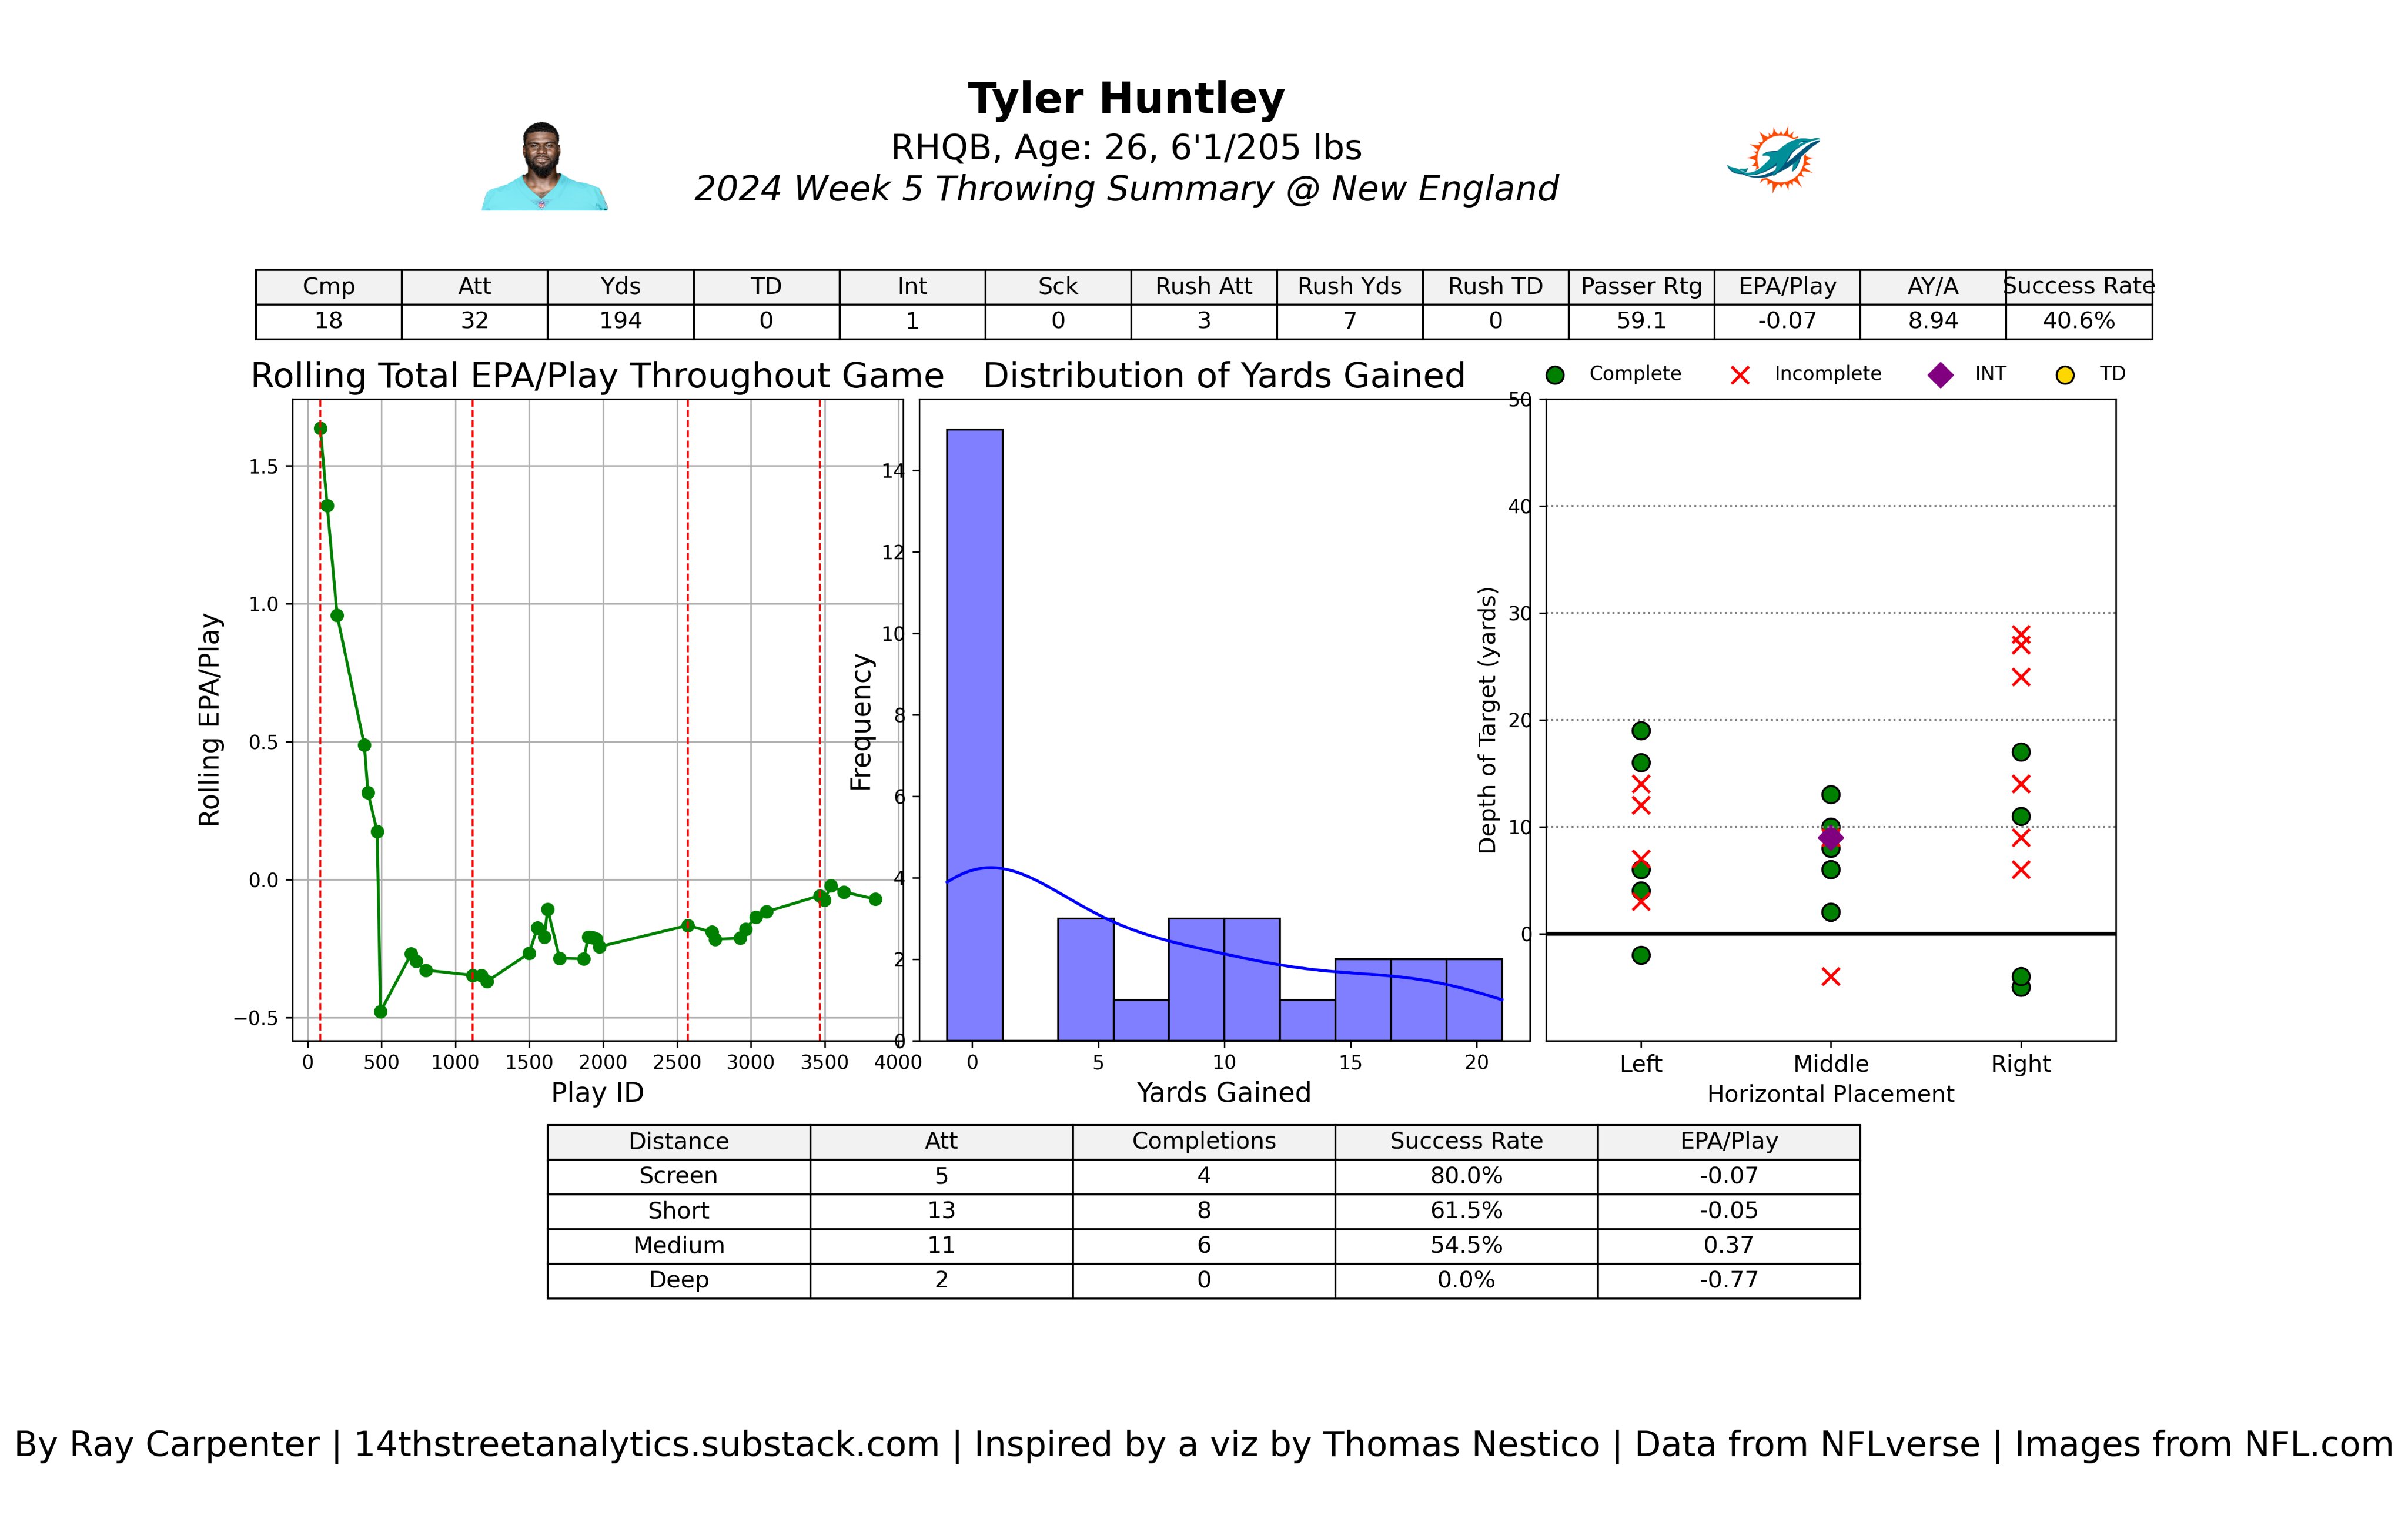 Tyler Huntley
RHQB, Age: 26, 6'1/205 lbs
2024 Week 5 Throwing Summary @ New England
Cmp Att Yds TD Int Sck Rush Att Rush Yds Rush TD Passer Rtg EPA/Play AY/A Success Rate
18 32 194 0 1 0 3 7 0 59.1 -0.07 8.94 40.6%
Rolling Total EPA/Play Throughout Game
Rolling EPA/Play
1.5
1.0
0.5
0.0
−0.5
0 500 1000 1500 2000 2500 3000 3500 4000
Play ID
Distribution of Yards Gained
Frequency
14
12
10
8
6
4
2
0
0 5 10 15 20
Yards Gained
Complete Incomplete INT TD
Depth of Target (yards)
50
40
30
20
10
0
Left Middle Right
Horizontal Placement
Distance Att Completions Success Rate EPA/Play
Screen 5 4 80.0% -0.07
Short 13 8 61.5% -0.05
Medium 11 6 54.5% 0.37
Deep 2 0 0.0% -0.77
By Ray Carpenter | 14thstreetanalytics.substack.com | Inspired by a viz by Thomas Nestico | Data from NFLverse | Images from NFL.com